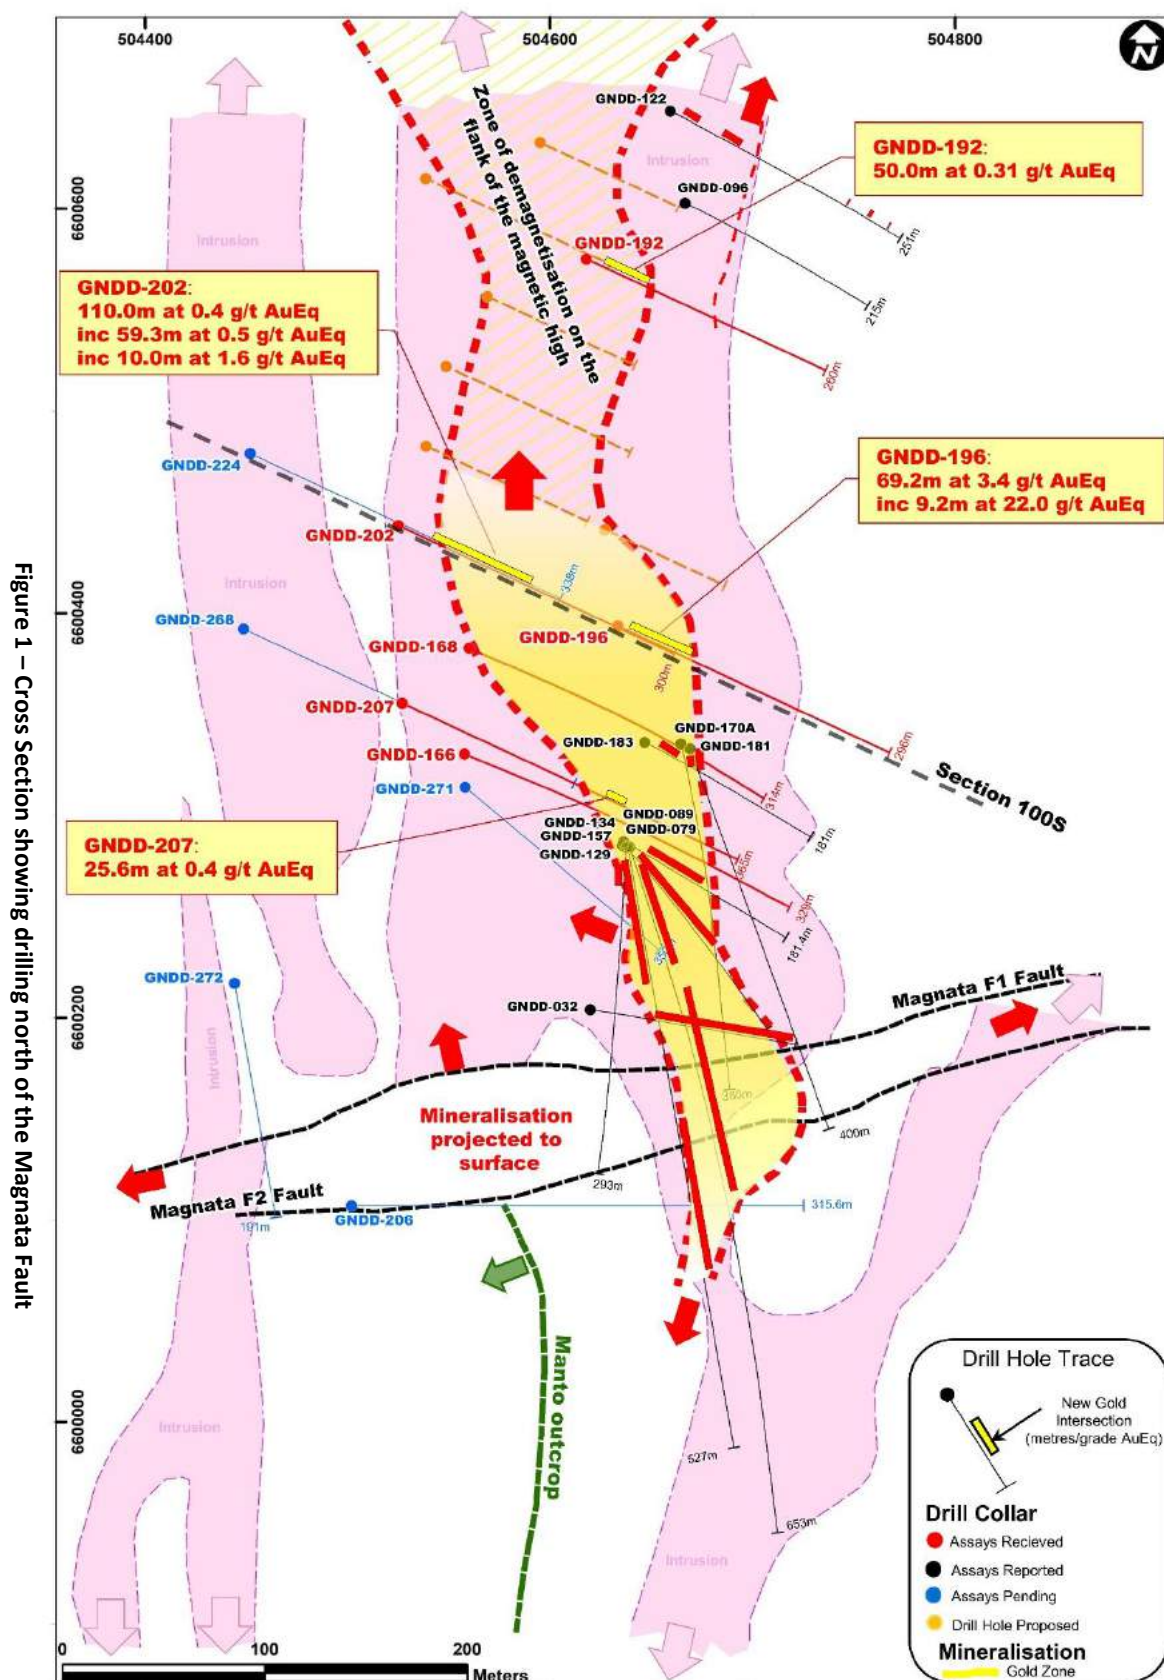 504400
504600
504800
N
6600600
6600400
6600200
6600000
GNDD-122
Intrusion
GNDD-192:
50.0m at 0.31 g/t AuEq
GNDD-096
Zone of demagnetisation on the
flank of the magnetic high
Intrusion
GNDD-192
251m
215m
260m
GNDD-202:
110.0m at 0.4 g/t AuEq
inc 59.3m at 0.5 g/t AuEq
inc 10.0m at 1.6 g/t AuEq
GNDD-196:
69.2m at 3.4 g/t AuEq
inc 9.2m at 22.0 g/t AuEq
GNDD-224
GNDD-202
Intrusion
338m
GNDD-268
GNDD-196
GNDD-168
300m
GNDD-207
GNDD-170A
GNDD-183
GNDD-181
296m
GNDD-166
Section 100S
GNDD-271
314m
GNDD-089
GNDD-134
GNDD-079
GNDD-157
GNDD-129
181m
365m
GNDD-207:
25.6m at 0.4 g/t AuEq
329m
181.4m
GNDD-272
GNDD-032
Magnata F1 Fault
Intrusion
360m
400m
Mineralisation
projected to
surface
293m
Magnata F2 Fault
191m
GNDD-206
315.6m
Manto outcrop
Intrusion
527m
653m
Intrusion
0
100
200
Meters
Drill Hole Trace
New Gold
Intersection
(metres/grade AuEq)
Drill Collar
Assays Recieved
Assays Reported
Assays Pending
Drill Hole Proposed
Mineralisation
Gold Zone
Figure 1 – Cross Section showing drilling north of the Magnata Fault